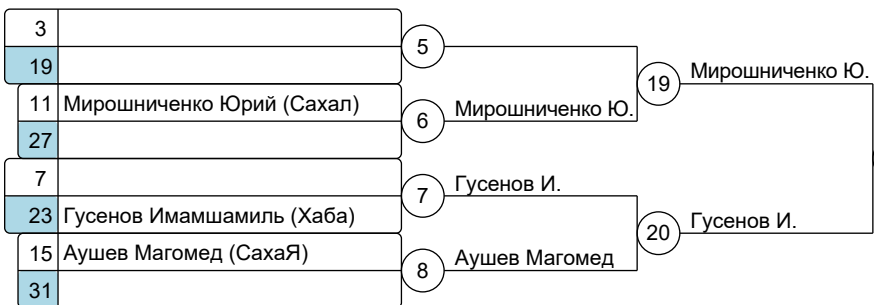 3
19
11 Мирошниченко Юрий (Сахал)
27
7
23 Гусенов Имамшамиль (Хаба)
15 Аушев Магомед (СахаЯ)
31
5
6
7
8
Мирошниченко Ю.
Гусенов И.
Аушев Магомед
19
20
Мирошниченко Ю.
Гусенов И.